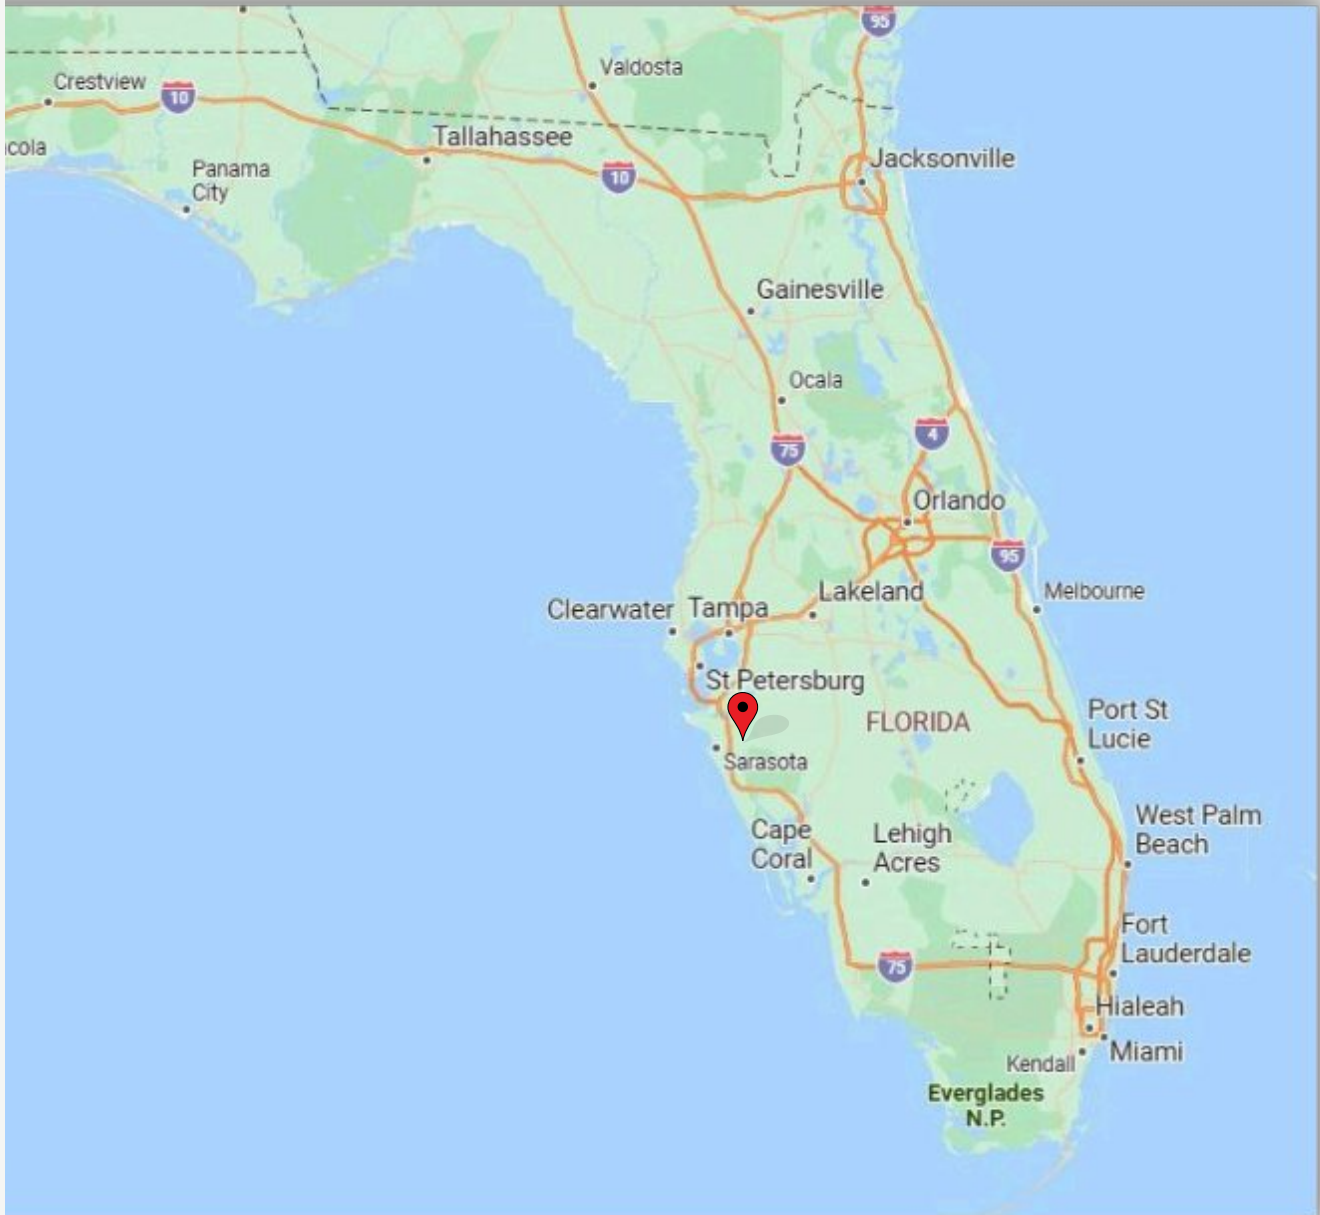 95
Valdosta
Crestview
10
Tallahassee
cola
Jacksonville
Panama
City
10
Gainesville
Ocala
4
75
Orlando
95
Lakeland
Melbourne
Clearwater
Tampa
St Petersburg
FLORIDA
Port St
Lucie
Sarasota
West Palm
Beach
Cape
Coral
Lehigh
Acres
Fort
Lauderdale
75
Hialeah
Miami
Kendall
Everglades
N.P.